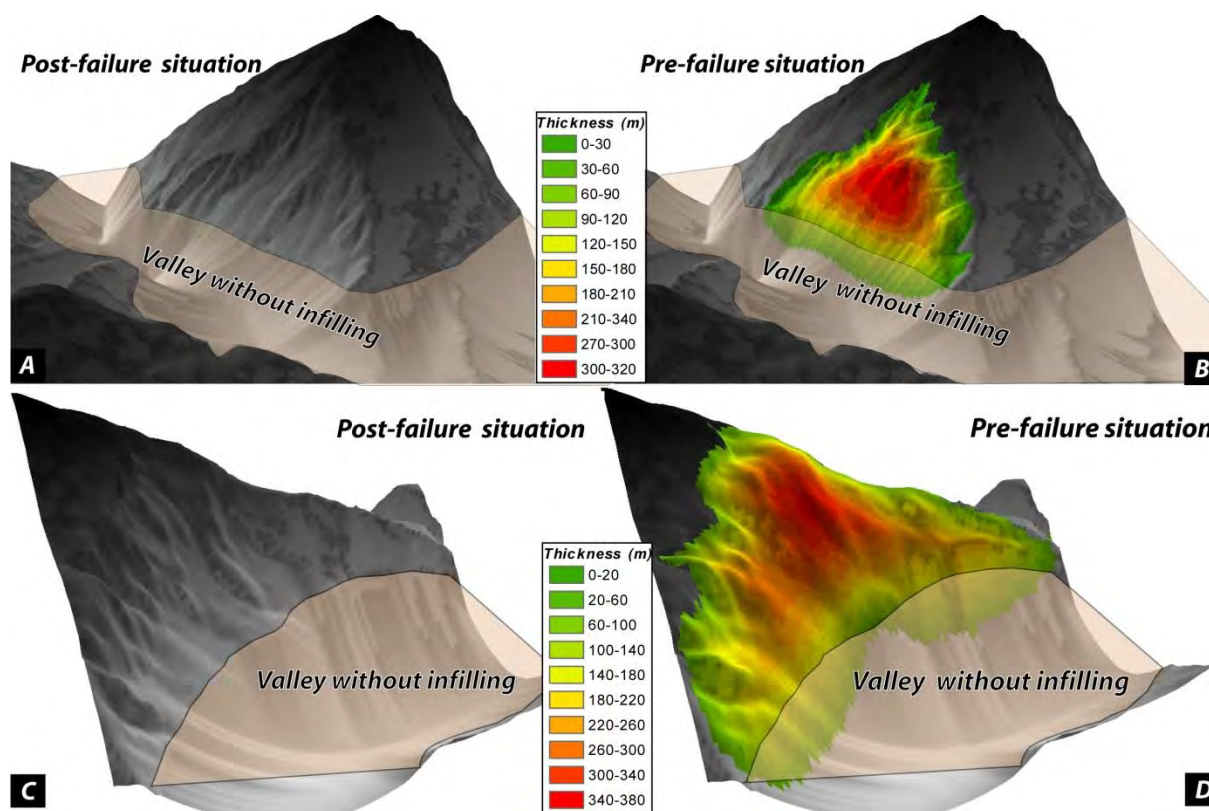 Post-failure situation
Valley without infilling
A
Thickness (m)
0-30
30-60
60-90
90-120
120-150
150-180
180-210
210-340
270-300
300-320
Pre-failure situation
Valley without infilling
B
Post-failure situation
Valley without infilling
C
Thickness (m)
0-20
20-60
60-100
100-140
140-180
180-220
220-260
260-300
300-340
340-380
Pre-failure situation
Valley without infilling
D